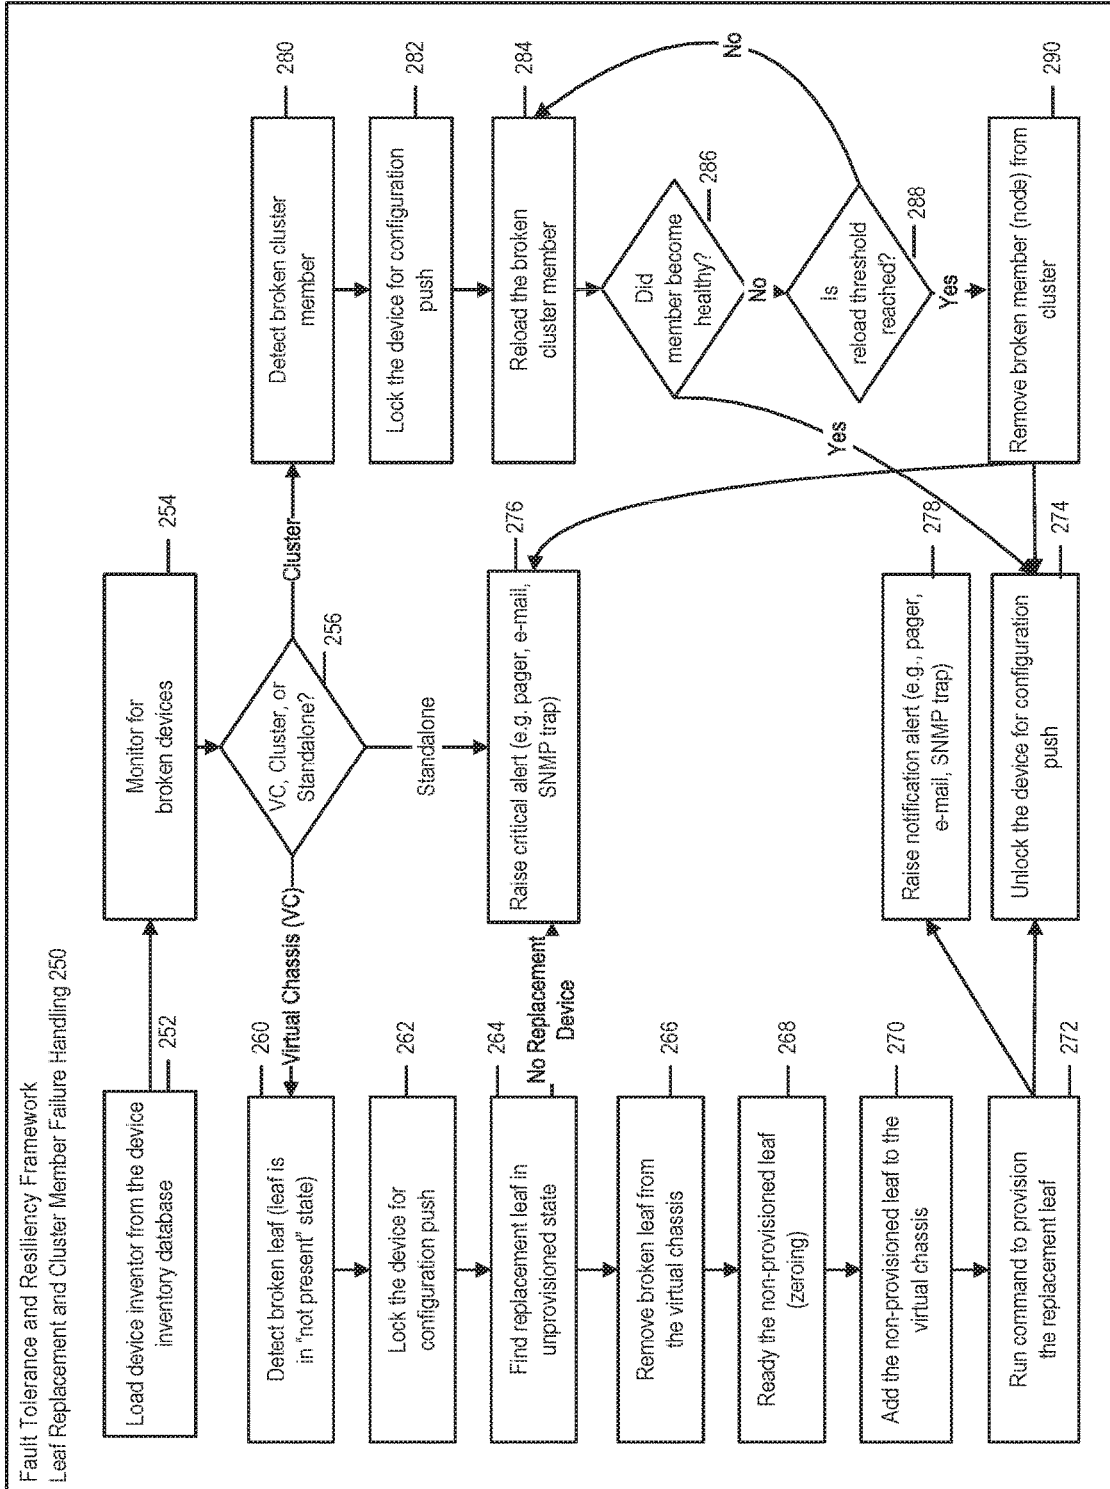 Fault Tolerance and Resiliency Framework
Leaf Replacement and Cluster Member Failure Handling 250
Load device inventor from the device
inventory database
252
Monitor for
broken devices
254
VC, Cluster, or
Standalone?
256
Virtual Chassis (VC)
Cluster
Standalone
Detect broken leaf (leaf is
in "not present" state)
260
Lock the device for
configuration push
262
Find replacement leaf in
unprovisioned state
264
No Replacement
Device
Remove broken leaf from
the virtual chassis
266
Ready the non-provisioned leaf
(zeroing)
268
Add the non-provisioned leaf to the
virtual chassis
270
Run command to provision
the replacement leaf
272
Raise critical alert (e.g. pager, e-mail,
SNMP trap)
276
Raise notification alert (e.g., pager,
e-mail, SNMP trap)
278
Unlock the device for configuration
push
274
Detect broken cluster
member
280
Lock the device for configuration
push
282
Reload the broken
cluster member
284
Did
member become
healthy?
286
Yes
No
Is
reload threshold
reached?
288
No
Yes
Remove broken member (node) from
cluster
290